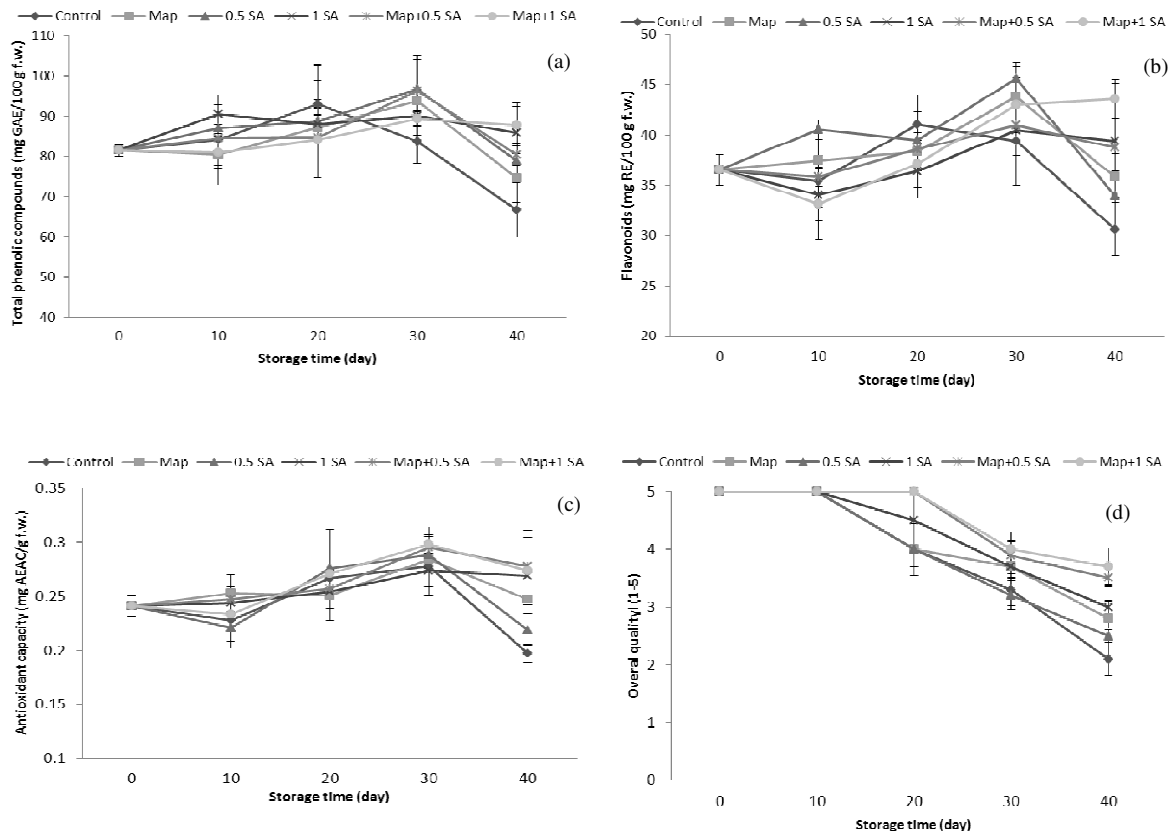 Control Map 0.5 SA 1 SA Map+0.5 SA Map+1 SA
(a)
Total phenolic compounds (mg GAE/100g f.w.)
110
100
90
80
70
60
50
40
0 10 20 30 40
Storage time (day)
Control Map 0.5 SA 1 SA Map+0.5 SA Map+1 SA
(b)
Flavonoids (mg RE/100g f.w.)
50
45
40
35
30
25
20
0 10 20 30 40
Storage time (day)
Control Map 0.5 SA 1 SA Map+0.5 SA Map+1 SA
(c)
Antioxidant capacity (mg AEAC/g f.w.)
0.35
0.3
0.25
0.2
0.15
0.1
0 10 20 30 40
Storage time (day)
Control Map 0.5 SA 1 SA Map+0.5 SA Map+1 SA
(d)
Overal qualityl (1-5)
5
4
3
2
1
0
0 10 20 30 40
Storage time (day)